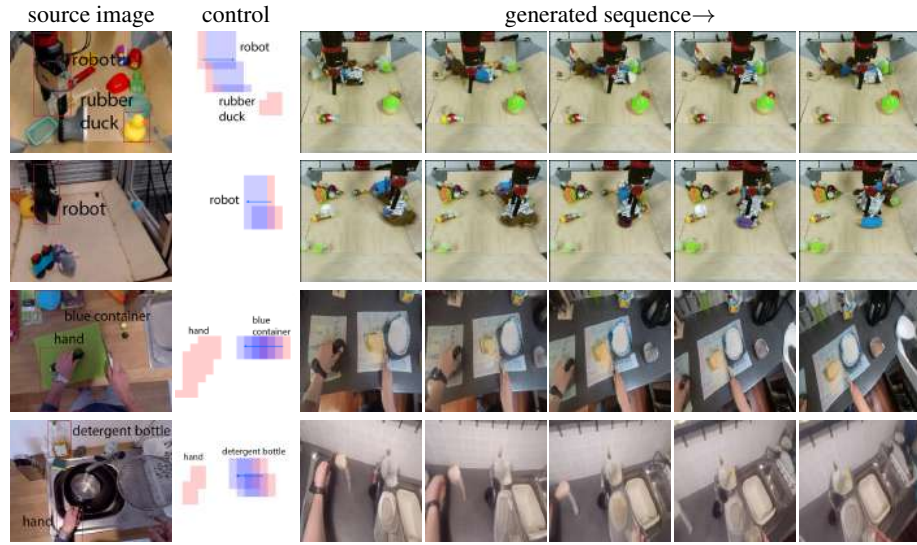 source image control generated sequence→
robot
rubber
duck
robot
rubber
duck
robot
robot
blue container
hand
hand
blue
container
detergent bottle
hand
hand
detergent bottle